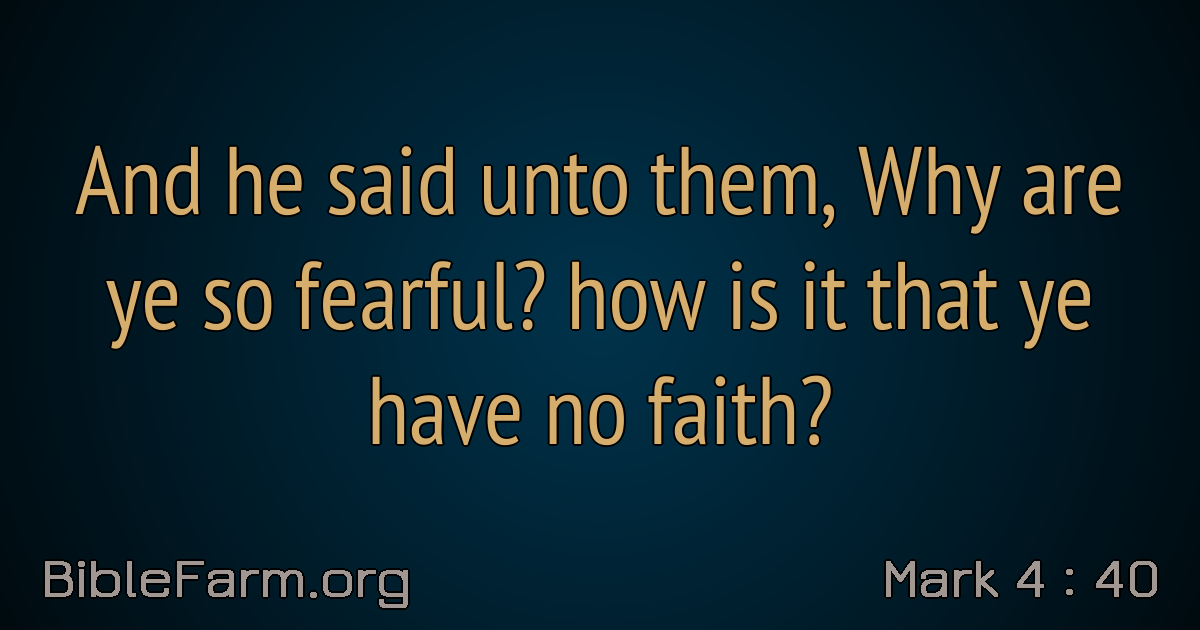 And he said unto them, Why are
ye so fearful? how is it that ye
have no faith?
BibleFarm.org
Mark 4 : 40